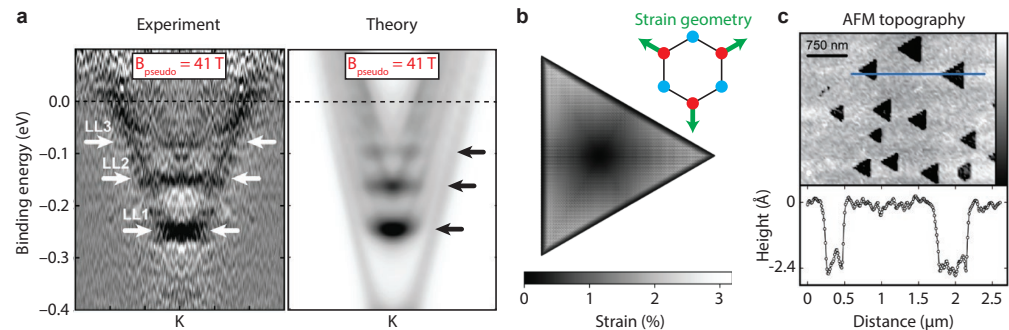 a
Experiment
Theory
B_pseudo = 41 T
B_pseudo = 41 T
Binding energy (eV)
0.0
−0.1
−0.2
−0.3
−0.4
LL3
LL2
LL1
K
K
b
Strain geometry
0
1
2
3
Strain (%)
c
AFM topography
750 nm
Height (Å)
0
−2.4
0
0.5
1.0
1.5
2.0
2.5
Distance (μm)